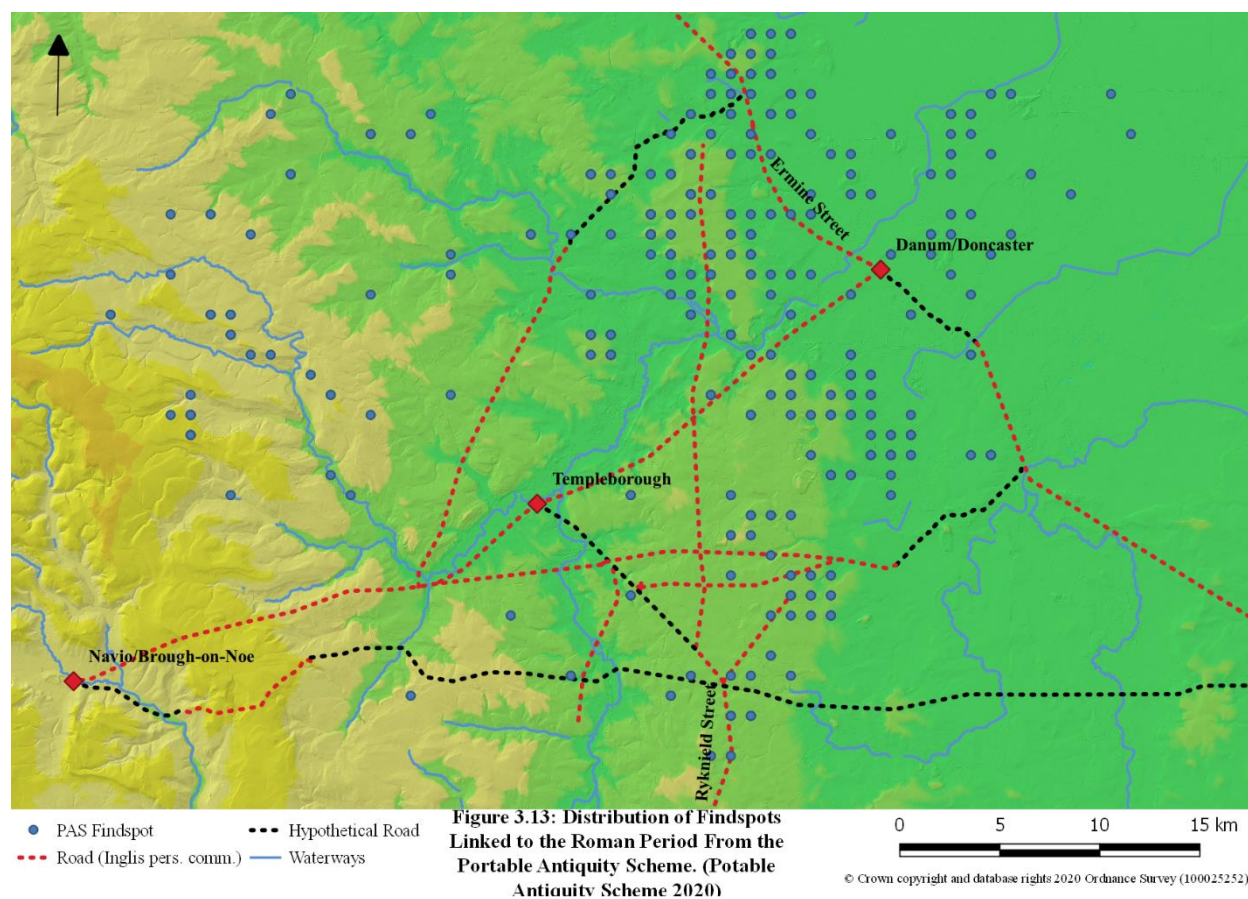 Ermine Street
Danum/Doncaster
Templeborough
Navio/Brough-on-Noe
Ryknield Street
PAS Findspot
Hypothetical Road
Road (Inglis pers. comm.)
Waterways
Figure 3.13: Distribution of Findspots
Linked to the Roman Period From the
Portable Antiquity Scheme. (Potable
Antiquity Scheme 2020)
0 5 10 15 km
© Crown copyright and database rights 2020 Ordnance Survey (100025252)